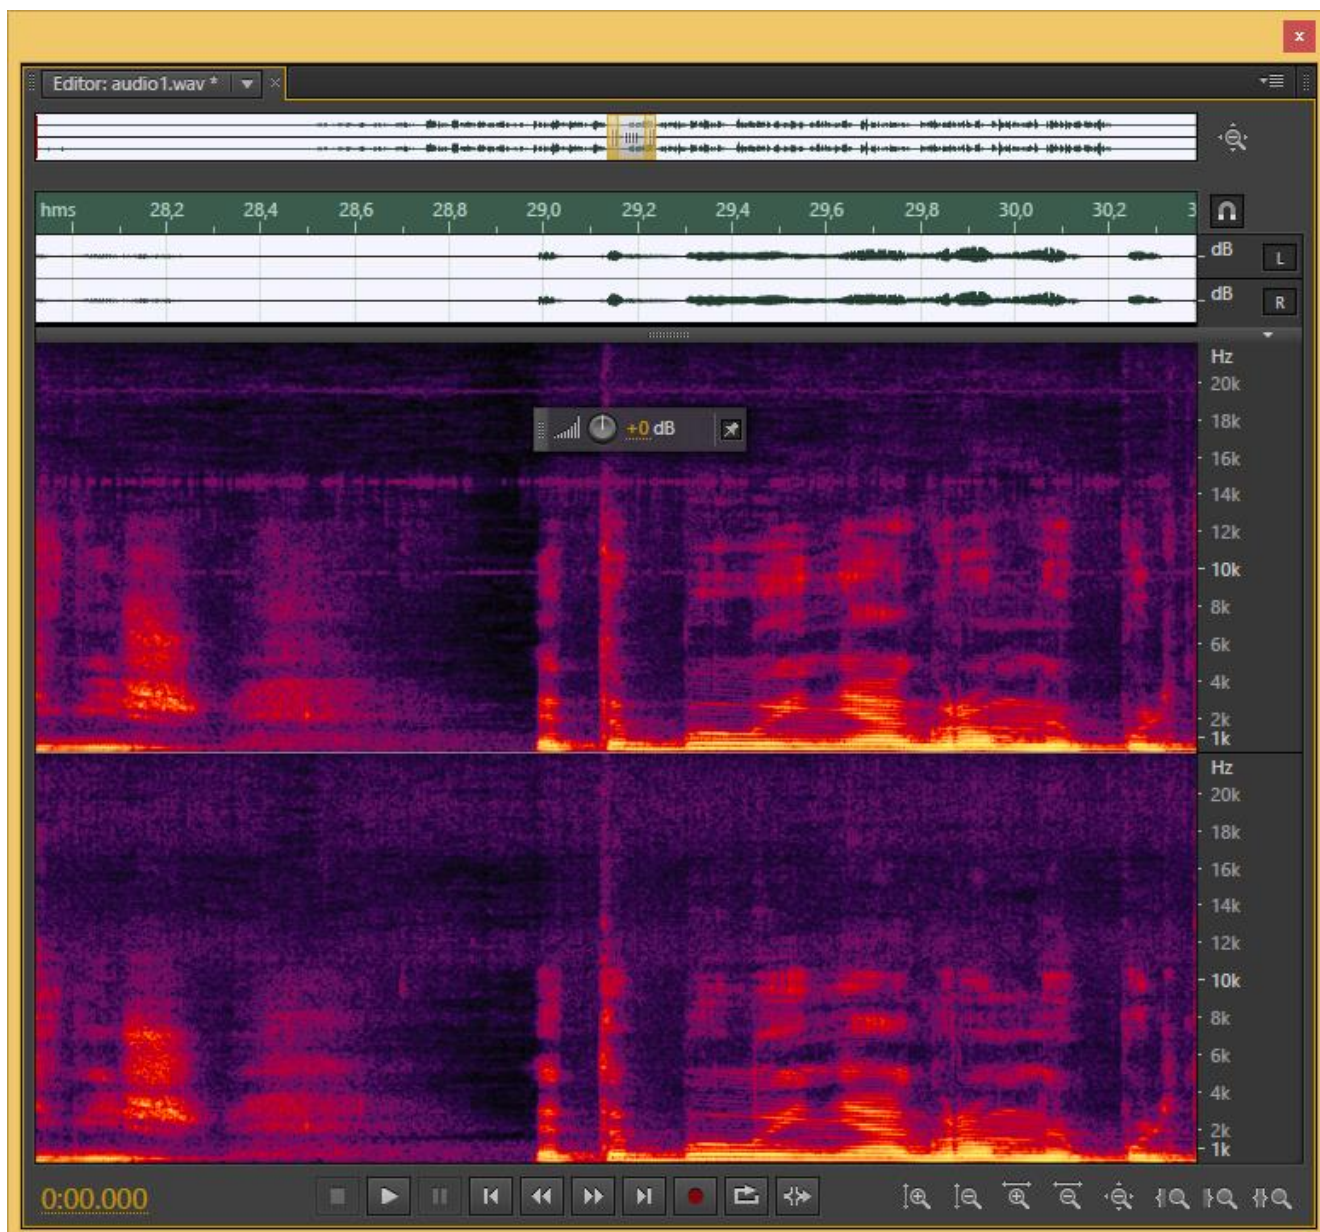 x
Editor: audio1.wav *
hms 28,2 28,4 28,6 28,8 29,0 29,2 29,4 29,6 29,8 30,0 30,2 3
dB L
dB R
Hz
20k
+0 dB
18k
16k
14k
12k
10k
8k
6k
4k
2k
1k
Hz
20k
18k
16k
14k
12k
10k
8k
6k
4k
2k
1k
0:00.000